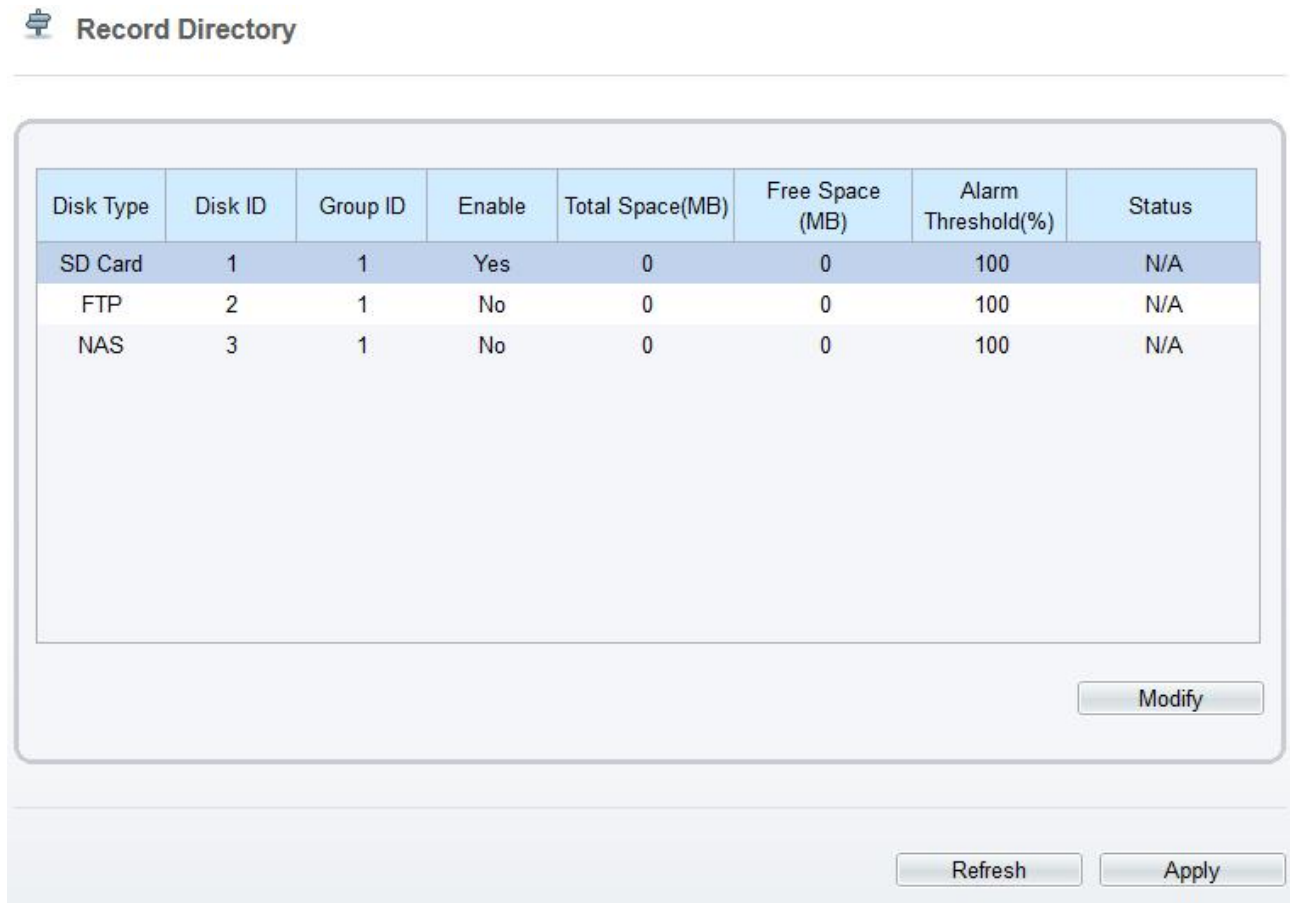 Record Directory
Disk Type Disk ID Group ID Enable Total Space(MB) Free Space (MB) Alarm Threshold(%) Status
SD Card 1 1 Yes 0 0 100 N/A
FTP 2 1 No 0 0 100 N/A
NAS 3 1 No 0 0 100 N/A
Modify
Refresh Apply